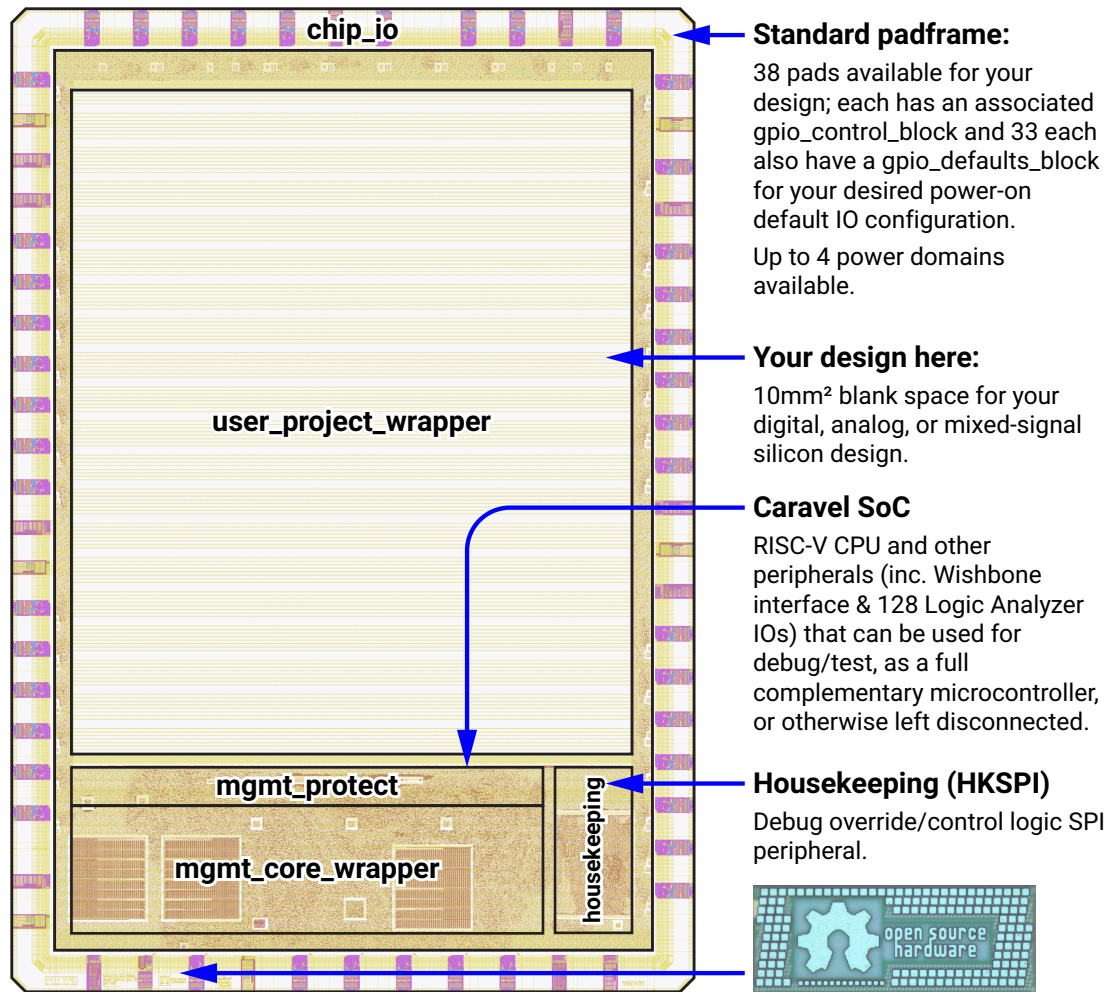 chip_io
user_project_wrapper
mgmt_protect
mgmt_core_wrapper
housekeeping
Standard padframe:
38 pads available for your
design; each has an associated
gpio_control_block and 33 each
also have a gpio_defaults_block
for your desired power-on
default IO configuration.
Up to 4 power domains
available.
Your design here:
10mm² blank space for your
digital, analog, or mixed-signal
silicon design.
Caravel SoC
RISC-V CPU and other
peripherals (inc. Wishbone
interface & 128 Logic Analyzer
IOs) that can be used for
debug/test, as a full
complementary microcontroller,
or otherwise left disconnected.
Housekeeping (HKSPI)
Debug override/control logic SPI
peripheral.
open source
hardware